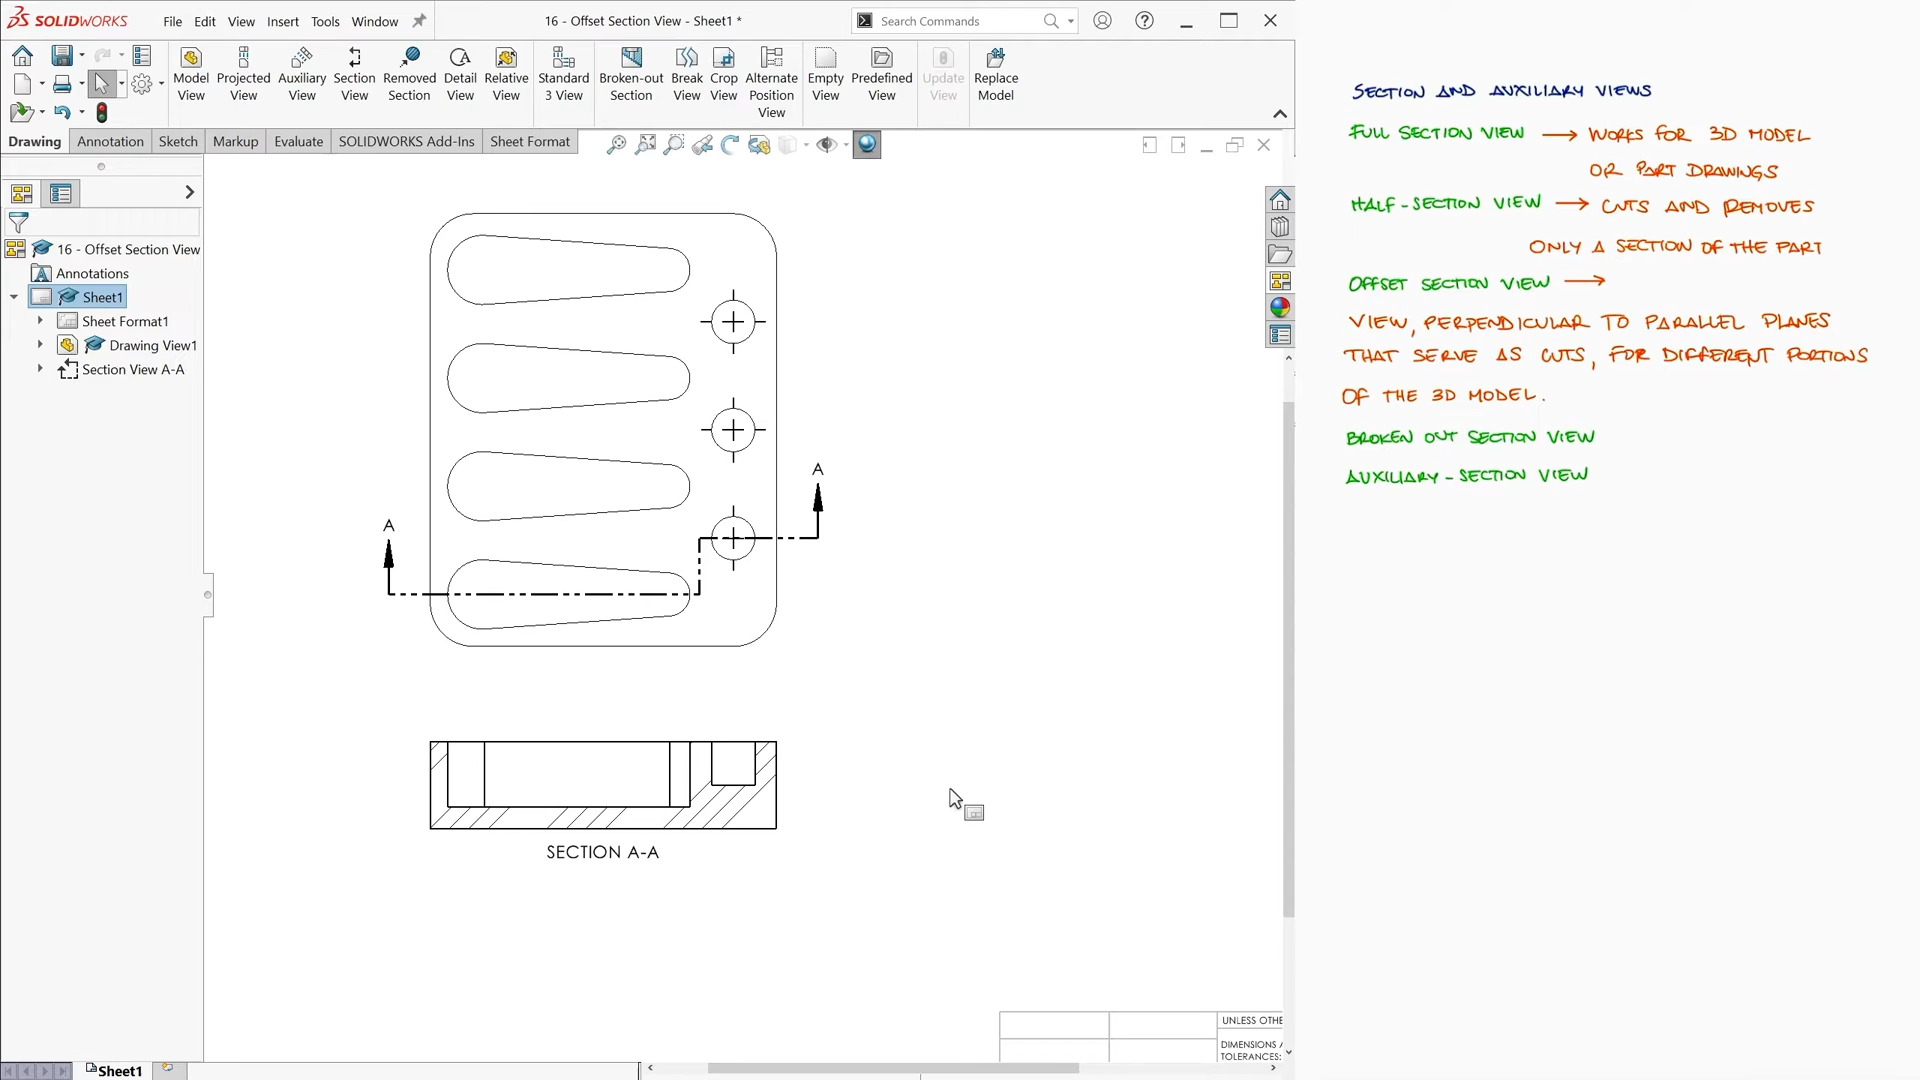 SOLIDWORKS File Edit View Insert Tools Window
16 - Offset Section View - Sheet1 *
Search Commands
Model View
Projected View
Auxiliary View
Section View
Removed Section
Detail View
Relative View
Standard 3 View
Broken-out Section
Break View
Crop View
Alternate Position View
Empty View
Predefined View
Update View
Replace Model
Drawing Annotation Sketch Markup Evaluate SOLIDWORKS Add-Ins Sheet Format
16 - Offset Section View
Annotations
Sheet1
Sheet Format1
Drawing View1
Section View A-A
A
A
SECTION A-A
UNLESS OTHE
DIMENSIONS A
TOLERANCES:
Sheet1
SECTION AND AUXILIARY VIEWS
FULL SECTION VIEW → WORKS FOR 3D MODEL
OR PART DRAWINGS
HALF-SECTION VIEW → CUTS AND REMOVES
ONLY A SECTION OF THE PART
OFFSET SECTION VIEW →
VIEW, PERPENDICULAR TO PARALLEL PLANES
THAT SERVE AS CUTS, FOR DIFFERENT PORTIONS
OF THE 3D MODEL.
BROKEN OUT SECTION VIEW
AUXILIARY-SECTION VIEW